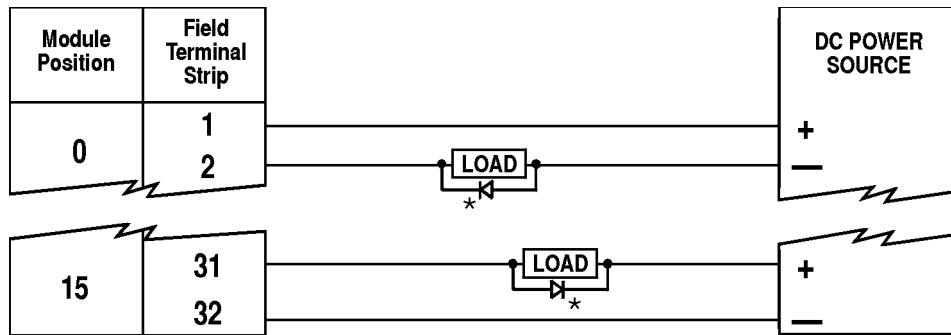 Module Position
Field Terminal Strip
DC POWER SOURCE
0
1
+
2
LOAD
—
*
15
31
LOAD
+
*
32
—